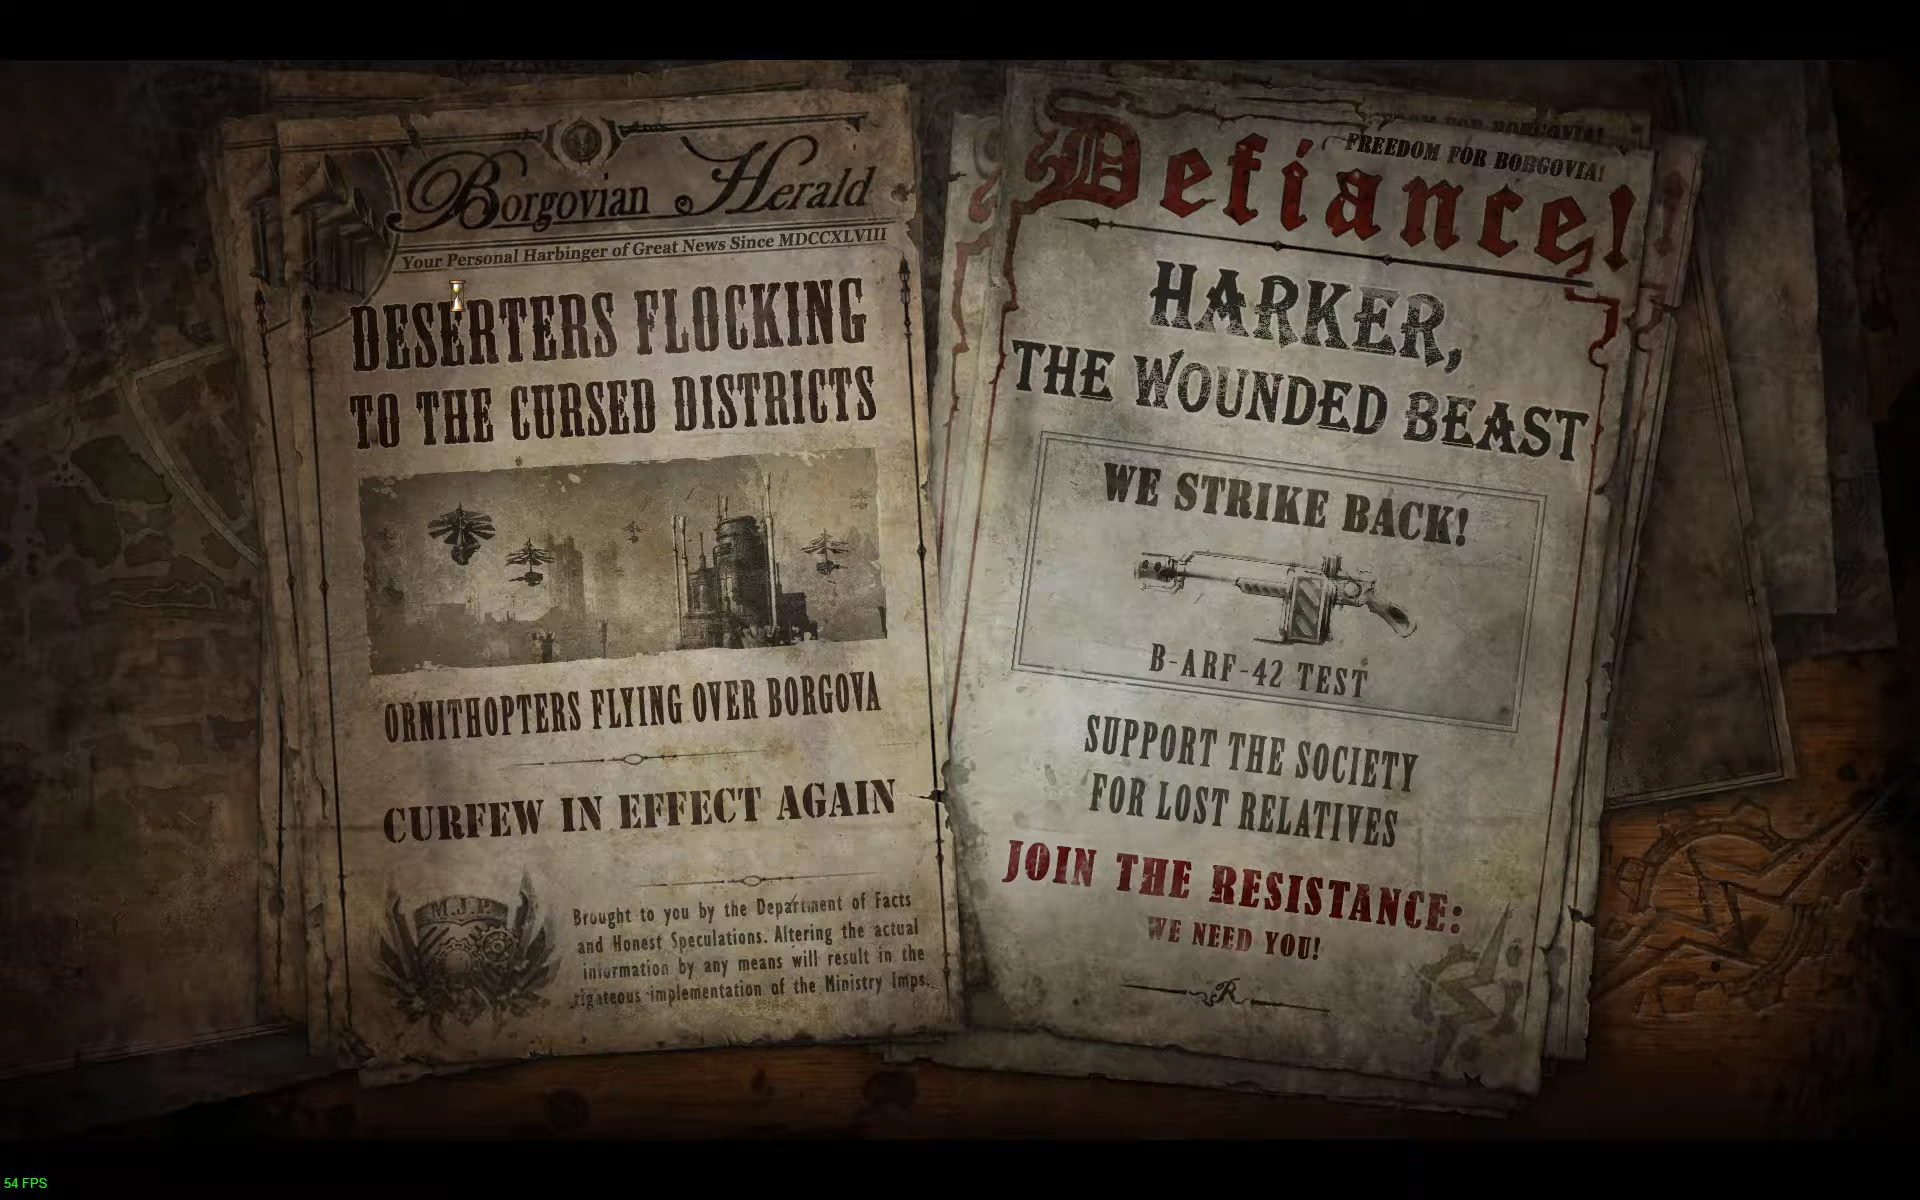 Borgovian Herald
Your Personal Harbinger of Great News Since MDCCXLVIII
DESERTERS FLOCKING
TO THE CURSED DISTRICTS
ORNITHOPTERS FLYING OVER BORGOVA
CURFEW IN EFFECT AGAIN
M.J.P.
Brought to you by the Department of Facts
and Honest Speculations. Altering the actual
information by any means will result in the
righteous implementation of the Ministry Imps.
FREEDOM FOR BORGOVIA!
Defiance!
HARKER,
THE WOUNDED BEAST
WE STRIKE BACK!
B-ARF-42 TEST
SUPPORT THE SOCIETY
FOR LOST RELATIVES
JOIN THE RESISTANCE:
WE NEED YOU!
R
54 FPS